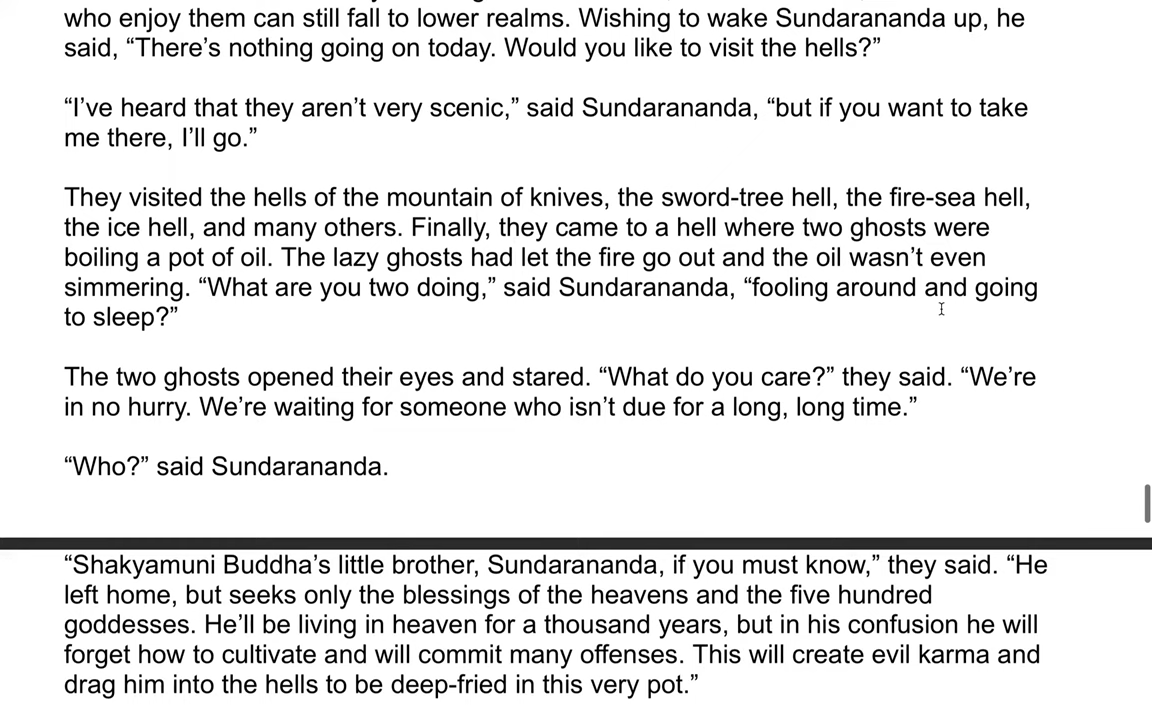 who enjoy them can still fall to lower realms. Wishing to wake Sundarananda up, he
said, “There’s nothing going on today. Would you like to visit the hells?”
“I’ve heard that they aren’t very scenic,” said Sundarananda, “but if you want to take
me there, I’ll go.”
They visited the hells of the mountain of knives, the sword-tree hell, the fire-sea hell,
the ice hell, and many others. Finally, they came to a hell where two ghosts were
boiling a pot of oil. The lazy ghosts had let the fire go out and the oil wasn’t even
simmering. “What are you two doing,” said Sundarananda, “fooling around and going
to sleep?”
The two ghosts opened their eyes and stared. “What do you care?” they said. “We’re
in no hurry. We’re waiting for someone who isn’t due for a long, long time.”
“Who?” said Sundarananda.
“Shakyamuni Buddha’s little brother, Sundarananda, if you must know,” they said. “He
left home, but seeks only the blessings of the heavens and the five hundred
goddesses. He’ll be living in heaven for a thousand years, but in his confusion he will
forget how to cultivate and will commit many offenses. This will create evil karma and
drag him into the hells to be deep-fried in this very pot.”